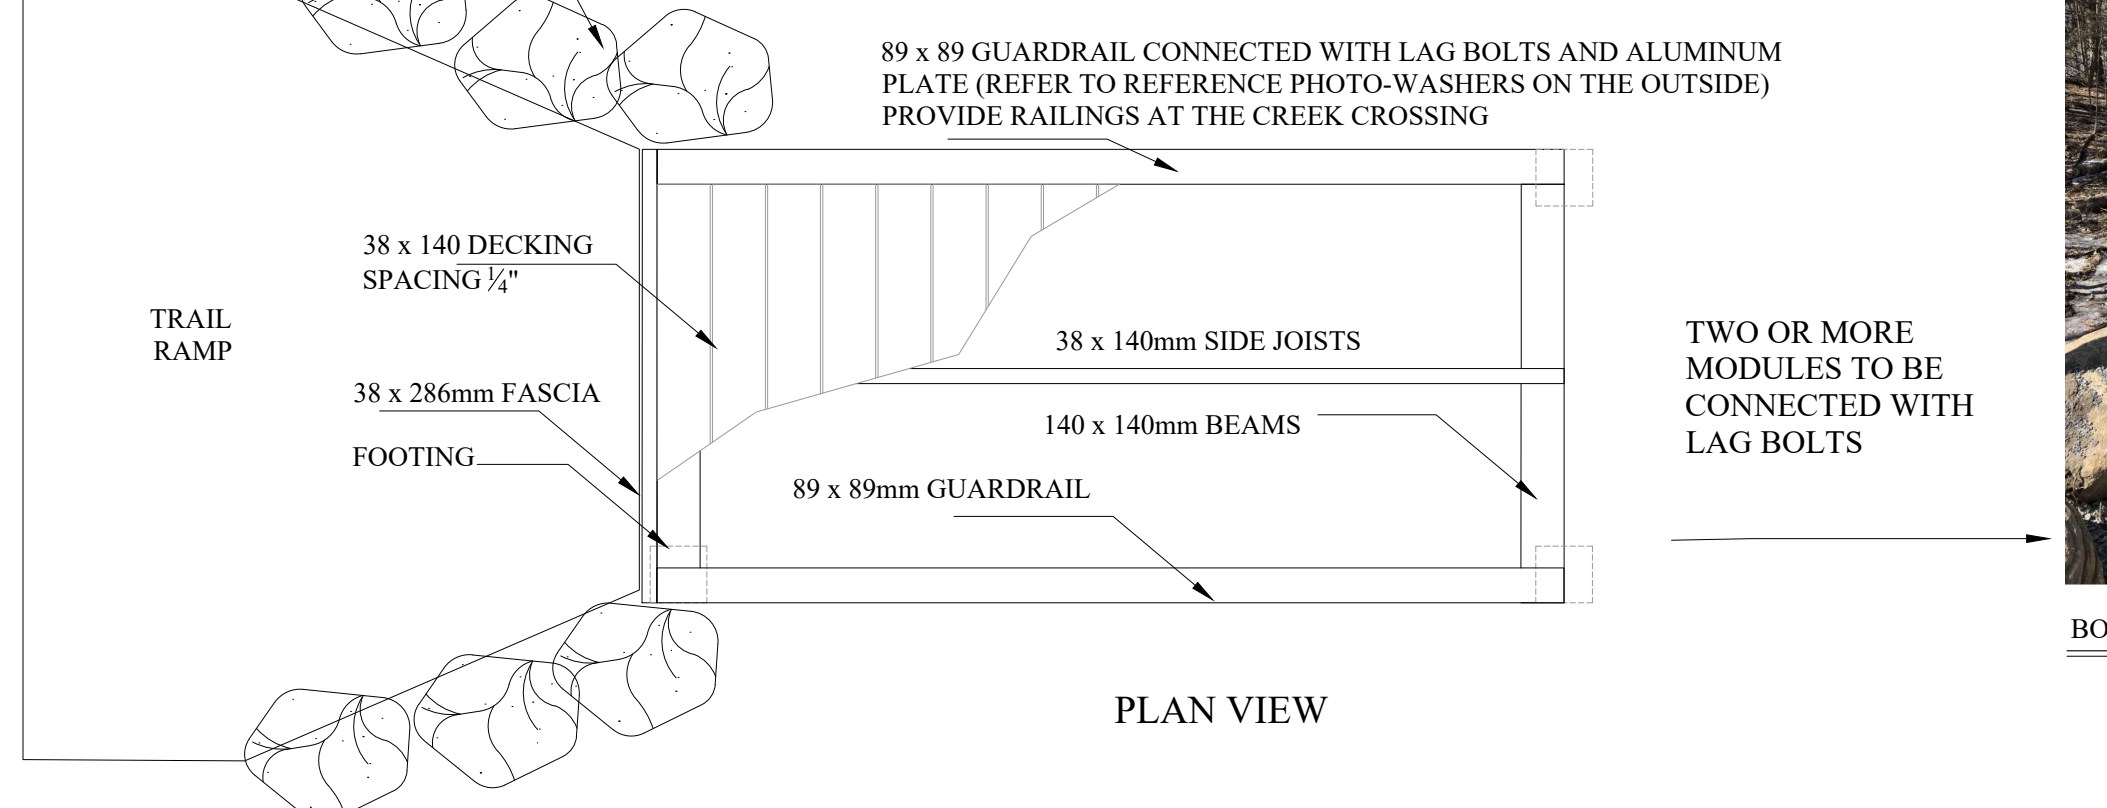 89 x 89 GUARDRAIL CONNECTED WITH LAG BOLTS AND ALUMINUM
PLATE (REFER TO REFERENCE PHOTO-WASHERS ON THE OUTSIDE)
PROVIDE RAILINGS AT THE CREEK CROSSING
38 x 140 DECKING
SPACING ¼"
TRAIL
RAMP
38 x 286mm FASCIA
FOOTING
38 x 140mm SIDE JOISTS
140 x 140mm BEAMS
89 x 89mm GUARDRAIL
TWO OR MORE
MODULES TO BE
CONNECTED WITH
LAG BOLTS
PLAN VIEW
BO